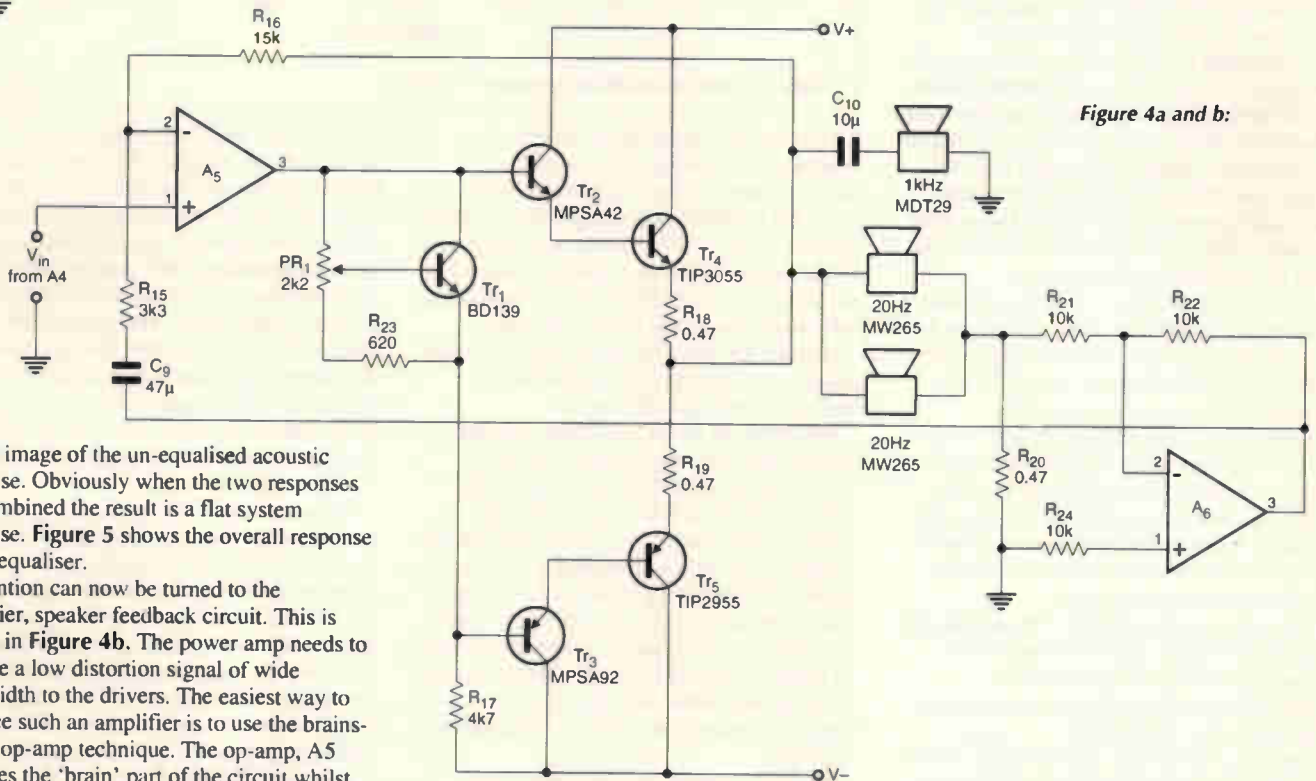 R16
15k
V+
C10
10µ
Figure 4a and b:
2
-
A5
3
1
+
1kHz
MDT29
Tr2
MPSA42
Vin
from A4
PR1
2k2
Tr4
TIP3055
Tr1
BD139
R15
3k3
R18
0.47
20Hz
MW265
R21
10k
R22
10k
R23
620
C9
47µ
20Hz
MW265
R19
0.47
R20
0.47
2
-
A6
3
R24
10k
1
+
Tr5
TIP2955
Tr3
MPSA92
R17
4k7
V−
image of the un-equalised acoustic
se. Obviously when the two responses
mbined the result is a flat system
se. Figure 5 shows the overall response
equaliser.
ntion can now be turned to the
ier, speaker feedback circuit. This is
in Figure 4b. The power amp needs to
e a low distortion signal of wide
idth to the drivers. The easiest way to
ce such an amplifier is to use the brains-
op-amp technique. The op-amp, A5
es the 'brain' part of the circuit whilst